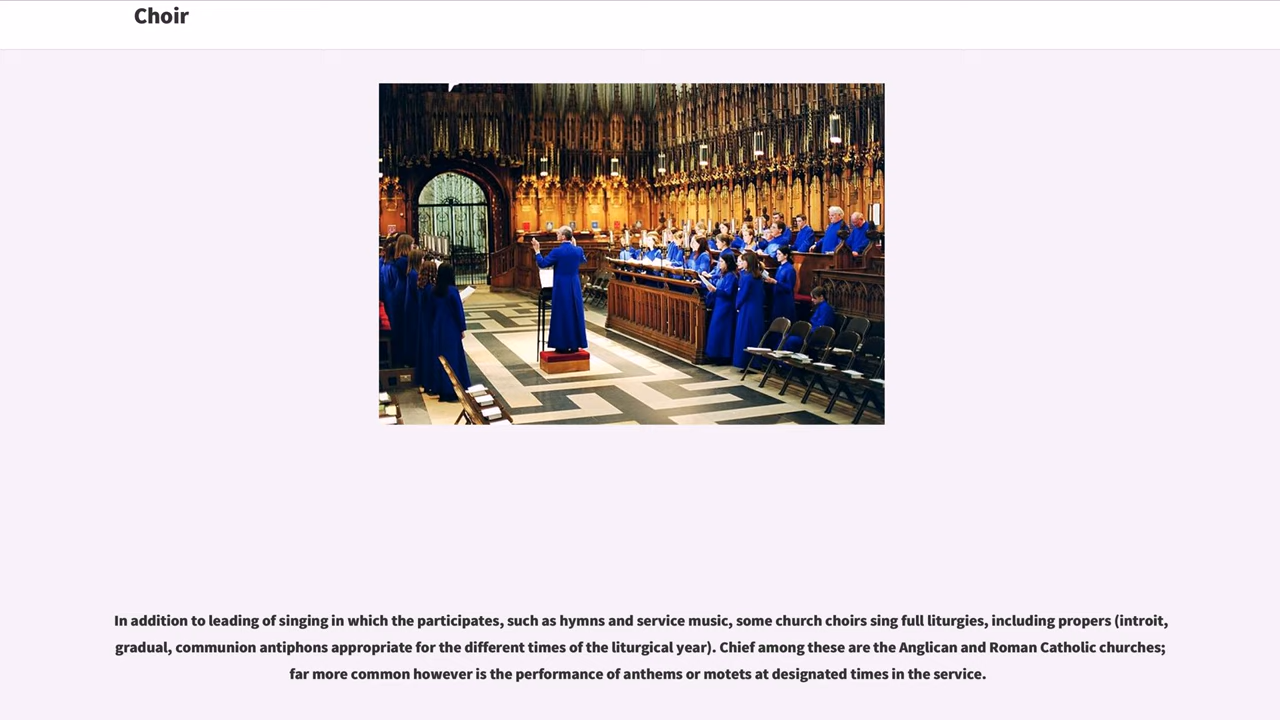 Choir
In addition to leading of singing in which the participates, such as hymns and service music, some church choirs sing full liturgies, including propers (introit,
gradual, communion antiphons appropriate for the different times of the liturgical year). Chief among these are the Anglican and Roman Catholic churches;
far more common however is the performance of anthems or motets at designated times in the service.